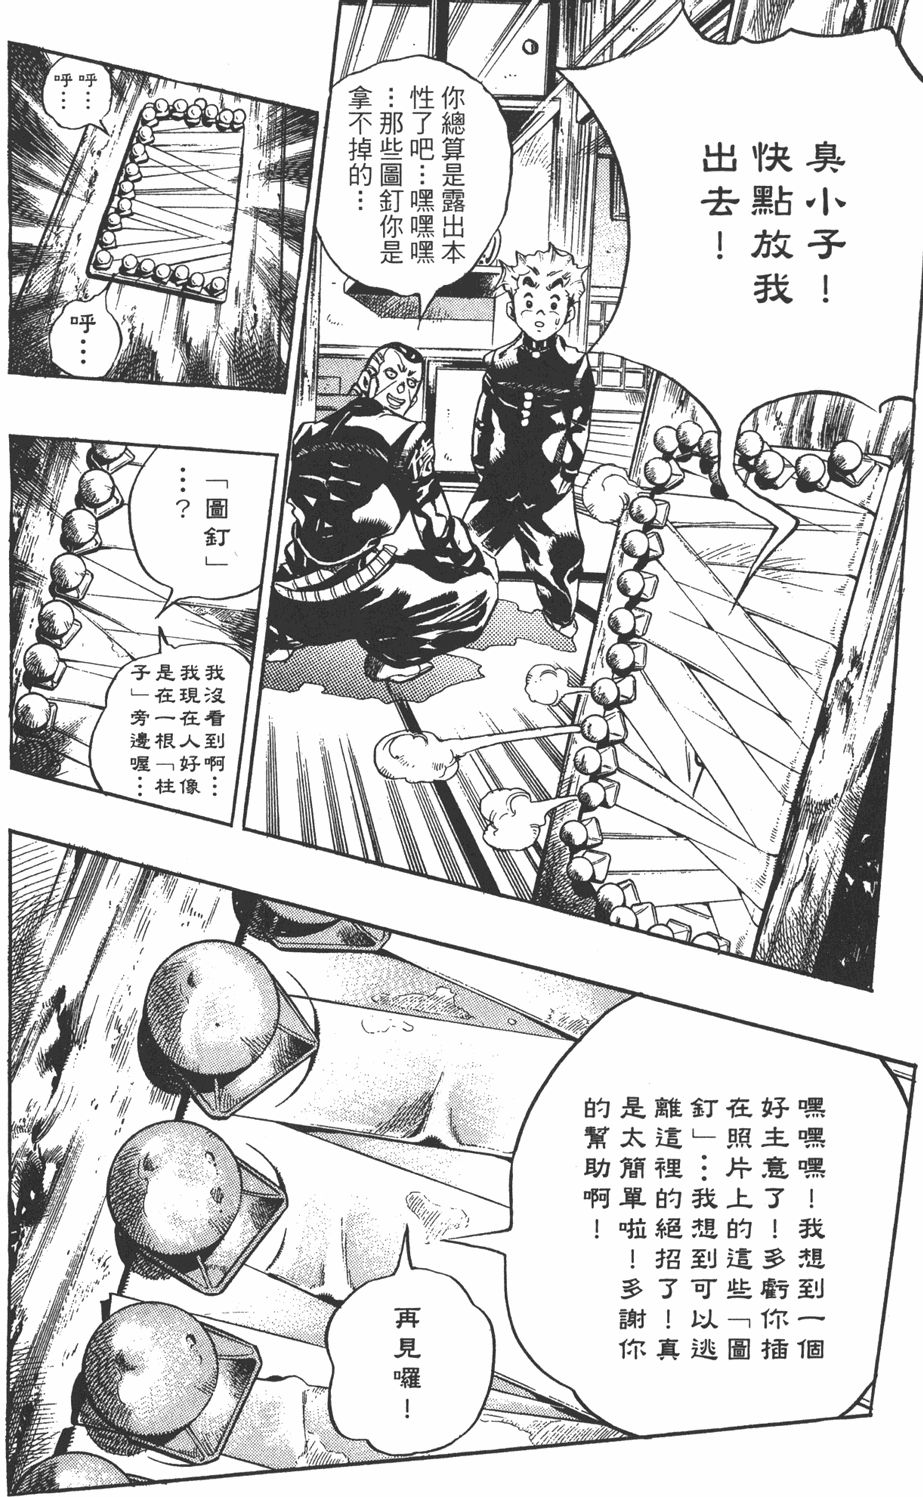 臭小子！
快點放我
出去！
你總算是露出本
性了吧…嘿嘿嘿
…那些圖釘你是
拿不掉的…
呼…
呼…
呼…
「圖釘」
…？
我沒看到啊…
我現在人好像
是在一根「柱
子」旁邊喔…
嘿嘿嘿！我想到一個
好主意了！多虧你插
在照片上的這些「圖
釘」…我想到可以逃
離這裡的絕招了！真
是太簡單啦！多謝你
的幫助啊！
再見囉！